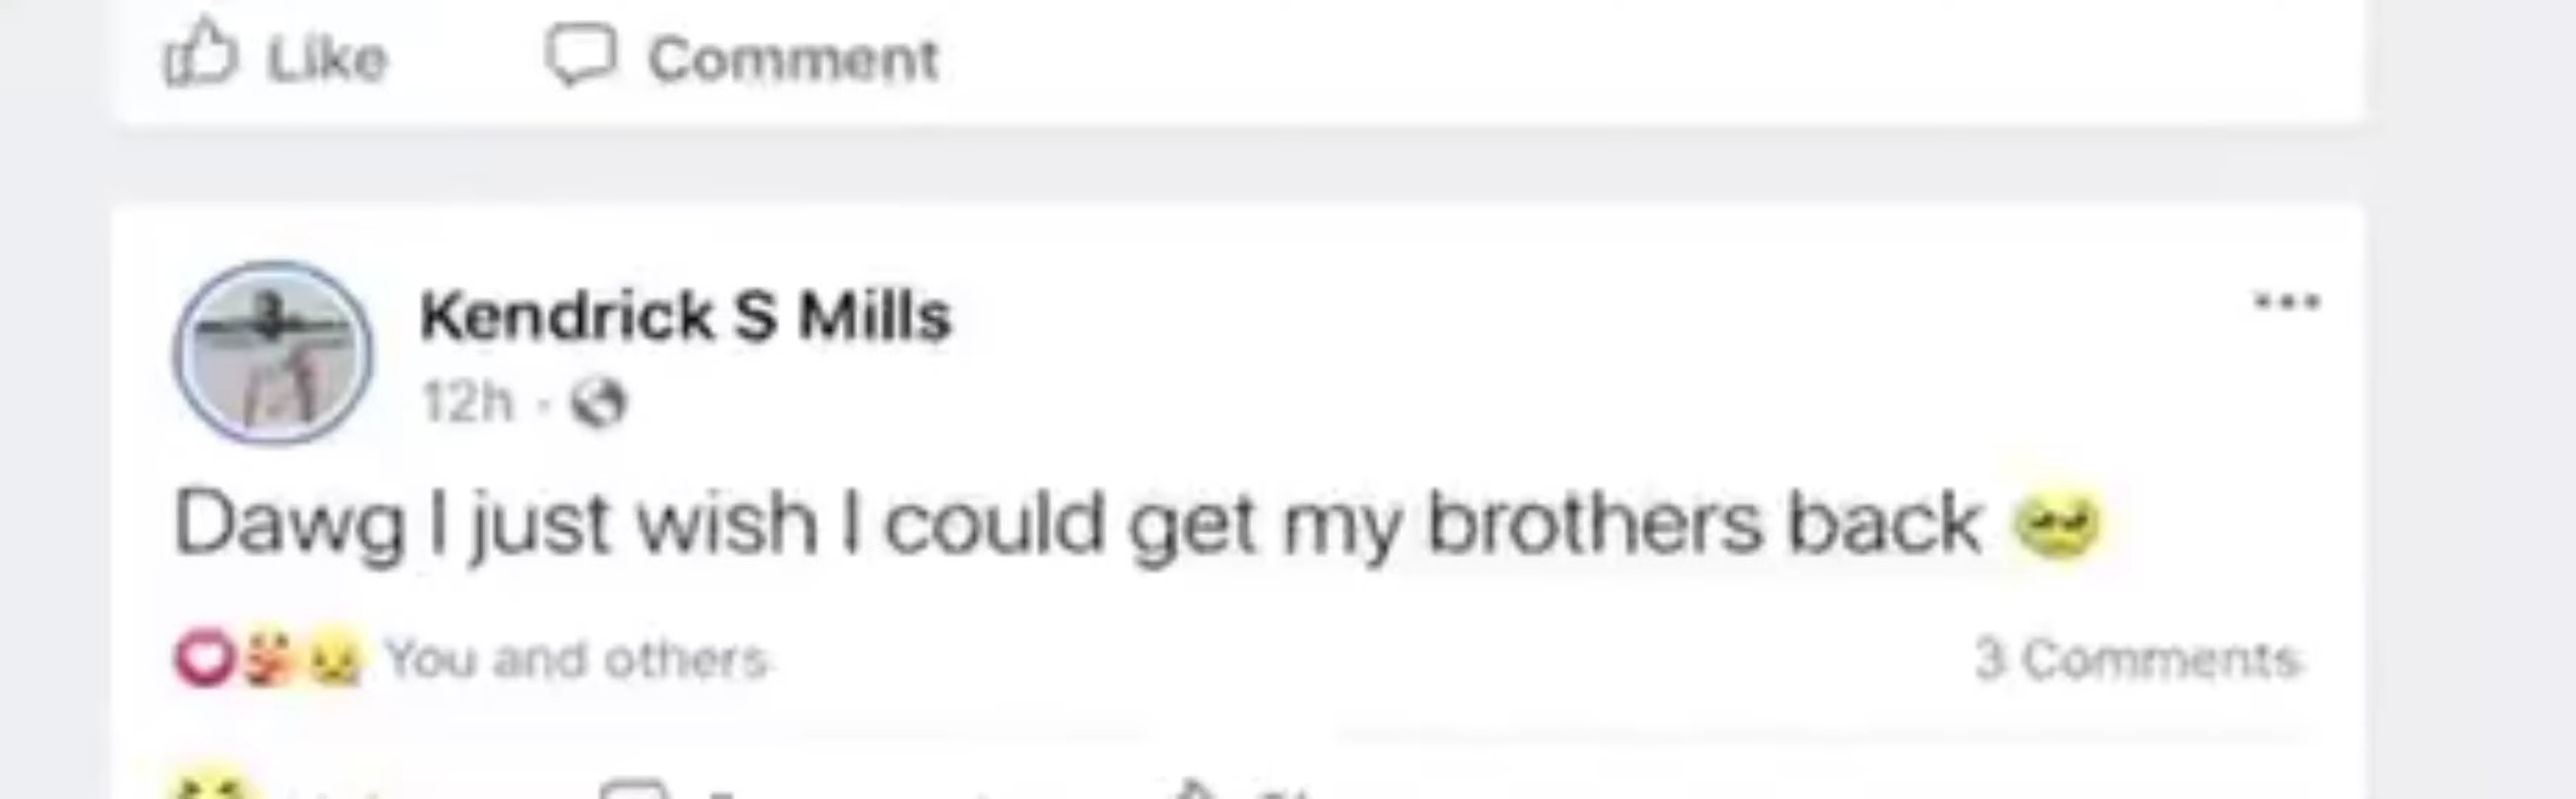 Like Comment
Kendrick S Mills
12h ·
Dawg I just wish I could get my brothers back 🥹
You and others 3 Comments